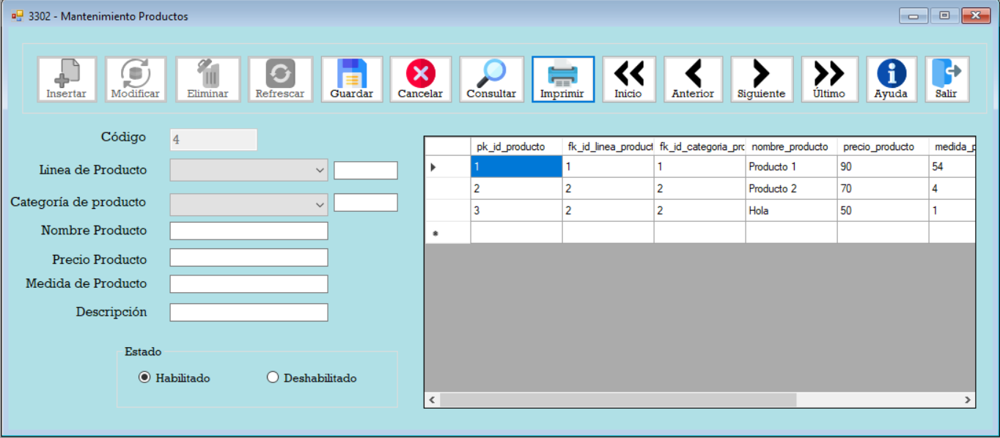 3302 - Mantenimiento Productos
Insertar Modificar Eliminar Refrescar Guardar Cancelar Consultar Imprimir Inicio Anterior Siguiente Último Ayuda Salir
Código 4
Linea de Producto
Categoría de producto
Nombre Producto
Precio Producto
Medida de Producto
Descripción
Estado
Habilitado Deshabilitado
pk_id_producto fk_id_linea_product fk_id_categoria_prc nombre_producto precio_producto medida_p
1 1 1 Producto 1 90 54
2 2 2 Producto 2 70 4
3 2 2 Hola 50 1